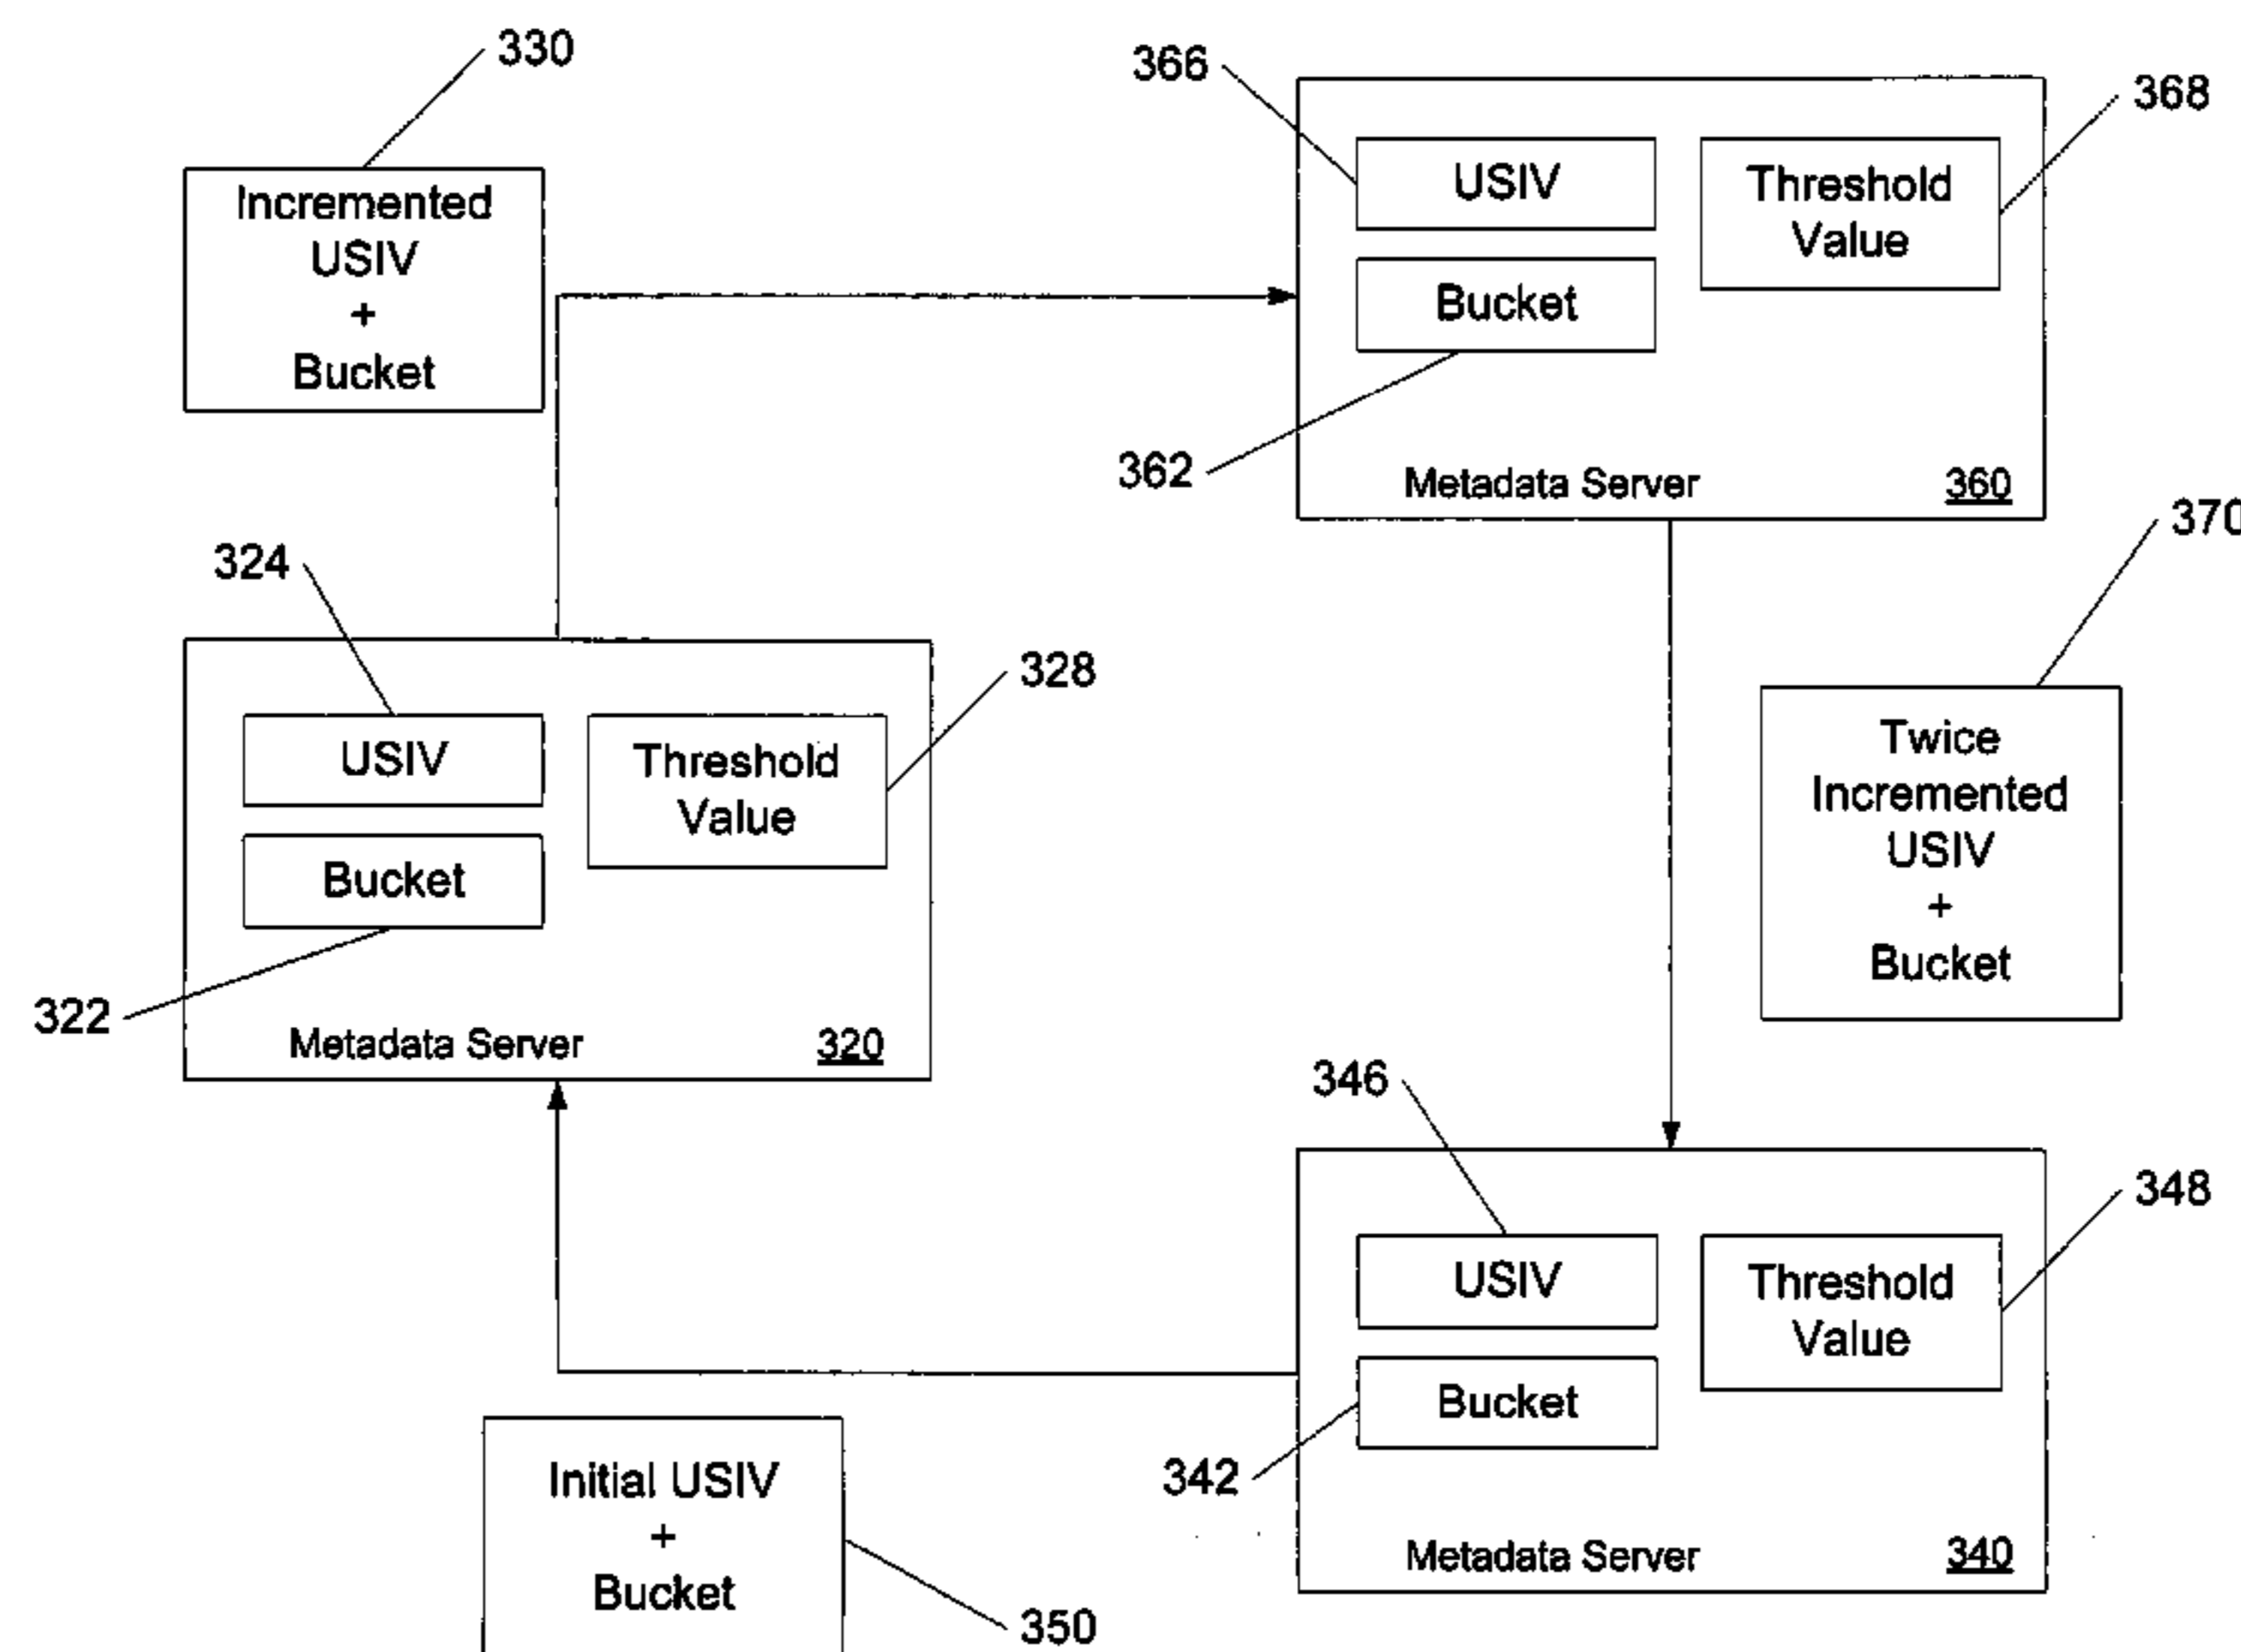 330
Incremented
USIV
+
Bucket
366
368
USIV
Threshold
Value
Bucket
362
Metadata Server
360
370
324
328
USIV
Threshold
Value
Bucket
322
Metadata Server
320
Twice
Incremented
USIV
+
Bucket
346
348
USIV
Threshold
Value
Bucket
342
Metadata Server
340
Initial USIV
+
Bucket
350